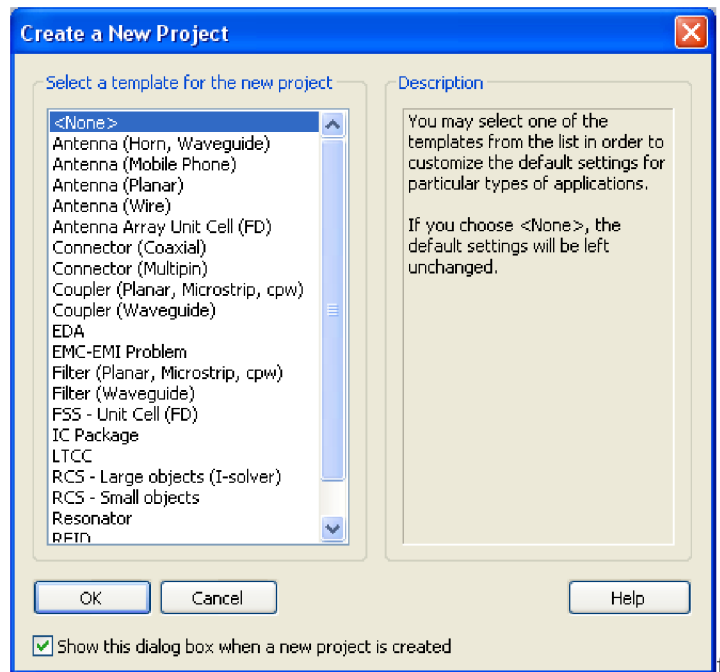 Create a New Project
Select a template for the new project
<None>
Antenna (Horn, Waveguide)
Antenna (Mobile Phone)
Antenna (Planar)
Antenna (Wire)
Antenna Array Unit Cell (FD)
Connector (Coaxial)
Connector (Multipin)
Coupler (Planar, Microstrip, cpw)
Coupler (Waveguide)
EDA
EMC-EMI Problem
Filter (Planar, Microstrip, cpw)
Filter (Waveguide)
FSS - Unit Cell (FD)
IC Package
LTCC
RCS - Large objects (I-solver)
RCS - Small objects
Resonator
RFID
Description
You may select one of the
templates from the list in order to
customize the default settings for
particular types of applications.
If you choose <None>, the
default settings will be left
unchanged.
OK
Cancel
Help
Show this dialog box when a new project is created